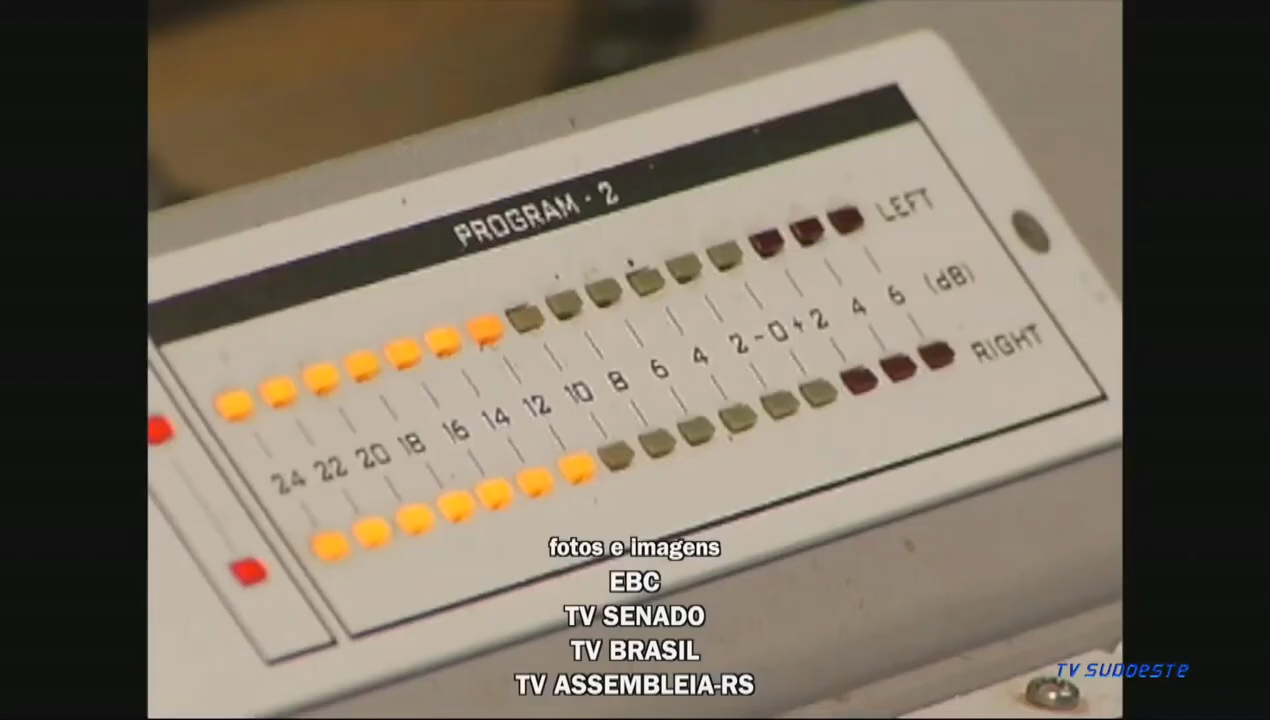 PROGRAM - 2
LEFT
24 22 20 18 16 14 12 10 8 6 4 2-0+2 4 6 (dB)
RIGHT
fotos e imagens
EBC
TV SENADO
TV BRASIL
TV ASSEMBLEIA-RS
TV SUDOESTE